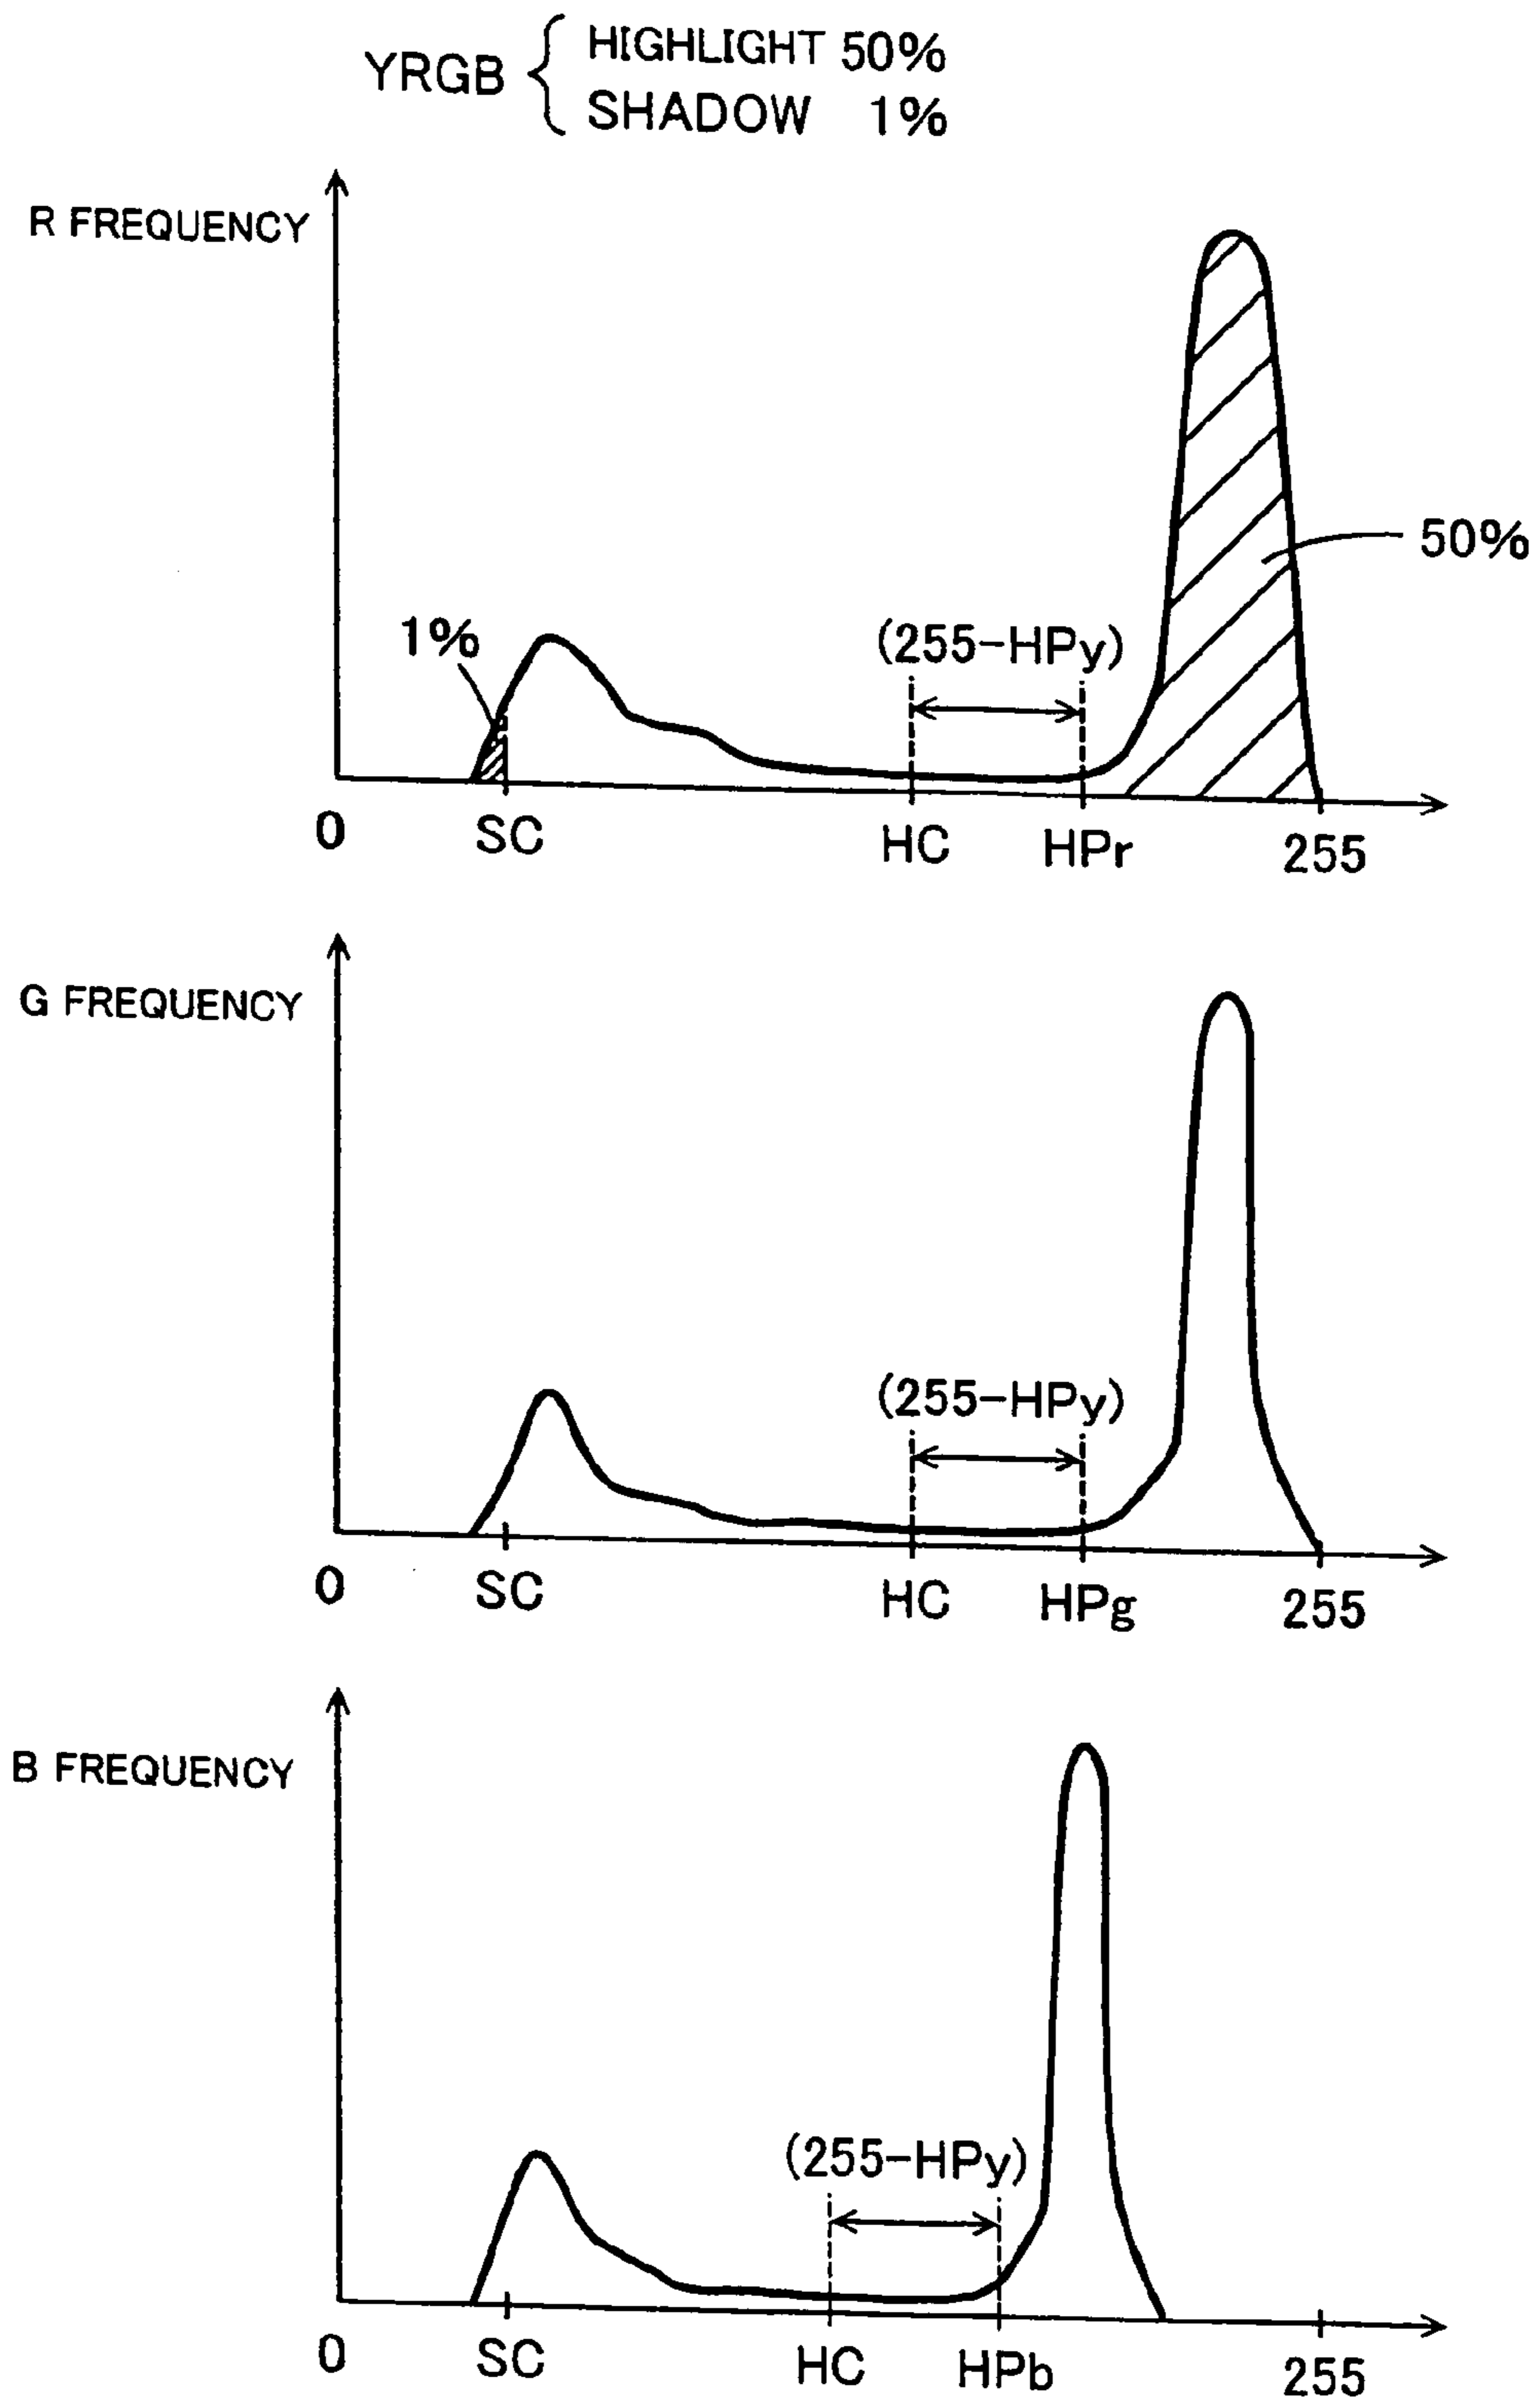 YRGB { HIGHLIGHT 50%
SHADOW 1%
R FREQUENCY
50%
1%
(255-HPy)
0 SC HC HPr 255
G FREQUENCY
(255-HPy)
0 SC HC HPg 255
B FREQUENCY
(255-HPy)
0 SC HC HPb 255